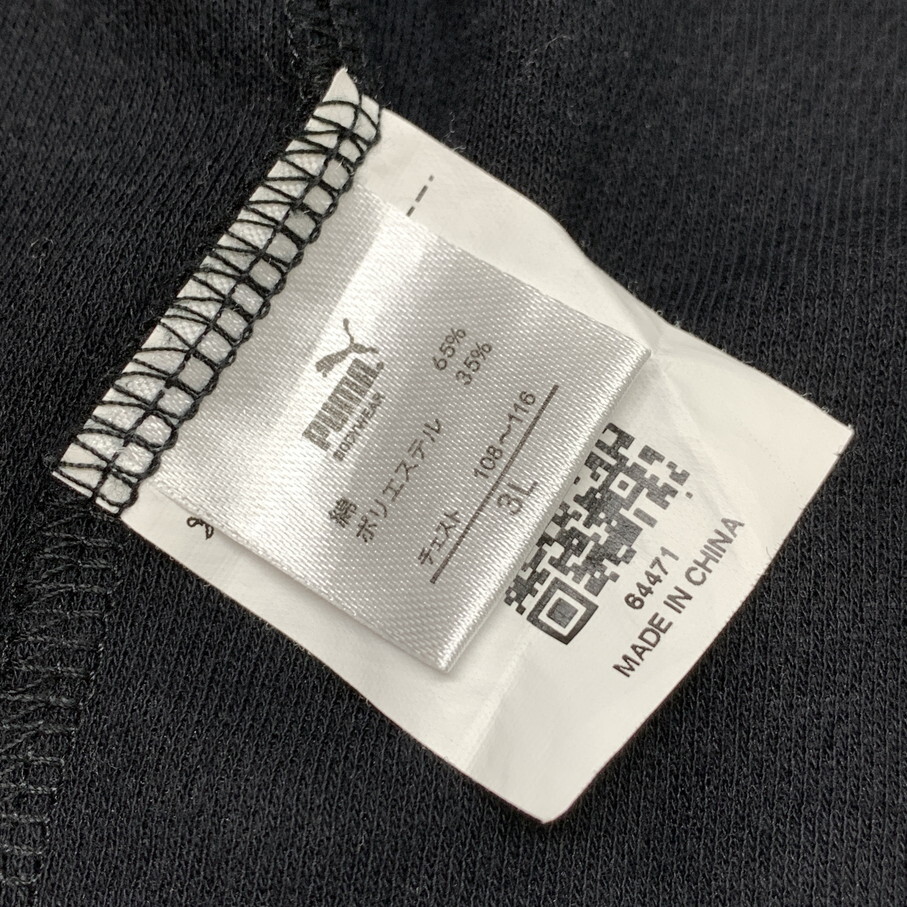 PUMA®
BODYWEAR
綿 65%
ポリエステル 35%
チェスト 108～116
3L
64471
MADE IN CHINA